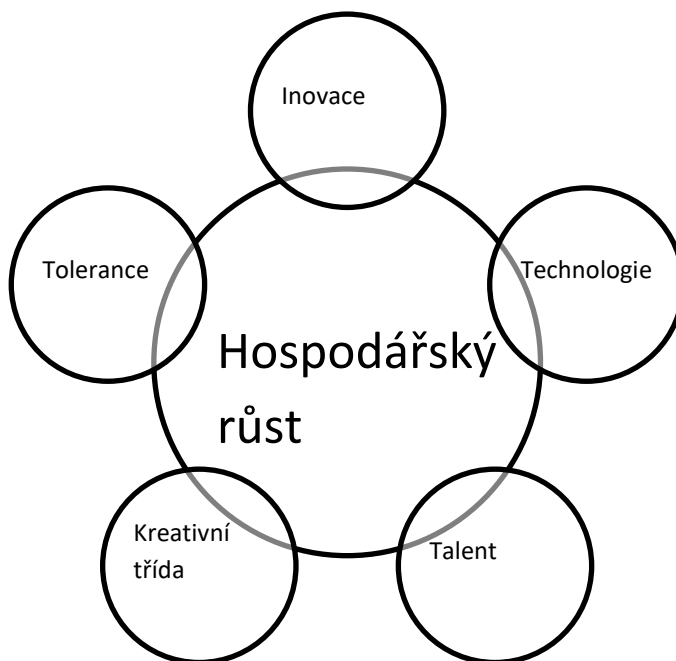 Inovace
Tolerance
Technologie
Hospodářský
růst
Kreativní
třída
Talent